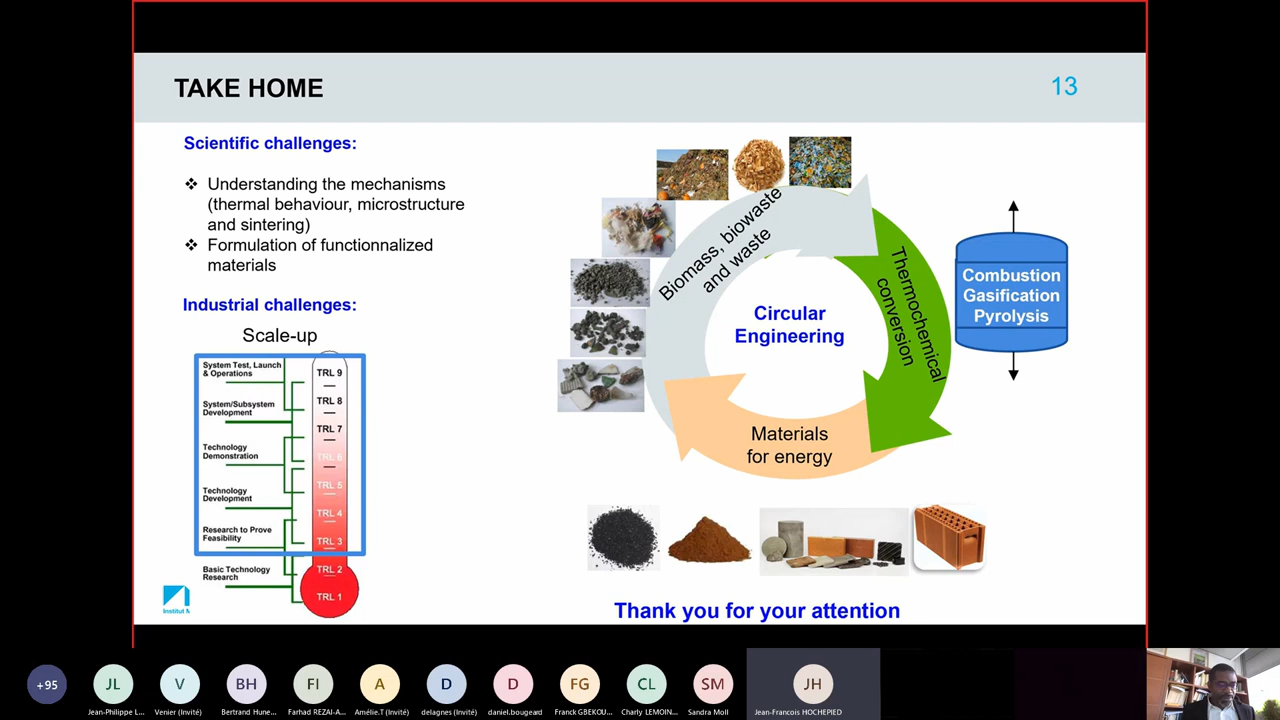 TAKE HOME
13
Scientific challenges:
❖ Understanding the mechanisms
(thermal behaviour, microstructure
and sintering)
❖ Formulation of functionnalized
materials
Industrial challenges:
Scale-up
System Test, Launch
& Operations
System/Subsystem
Development
Technology
Demonstration
Technology
Development
Research to Prove
Feasibility
Basic Technology
Research
TRL 9
TRL 8
TRL 7
TRL 6
TRL 5
TRL 4
TRL 3
TRL 2
TRL 1
Biomass, biowaste
and waste
Thermochemical
conversion
Materials
for energy
Circular
Engineering
Combustion
Gasification
Pyrolysis
Thank you for your attention
+95
JL
V
BH
FI
A
D
D
FG
CL
SM
JH
Jean-Philippe L...
Venier (Invité)
Bertrand Hune...
Farhad REZAI-A...
Amélie.T (Invité)
delagnes (Invité)
daniel.bougeard
Franck GBEKOU...
Charly LEMOIN...
Sandra Moll
Jean-Francois HOCHEPIED